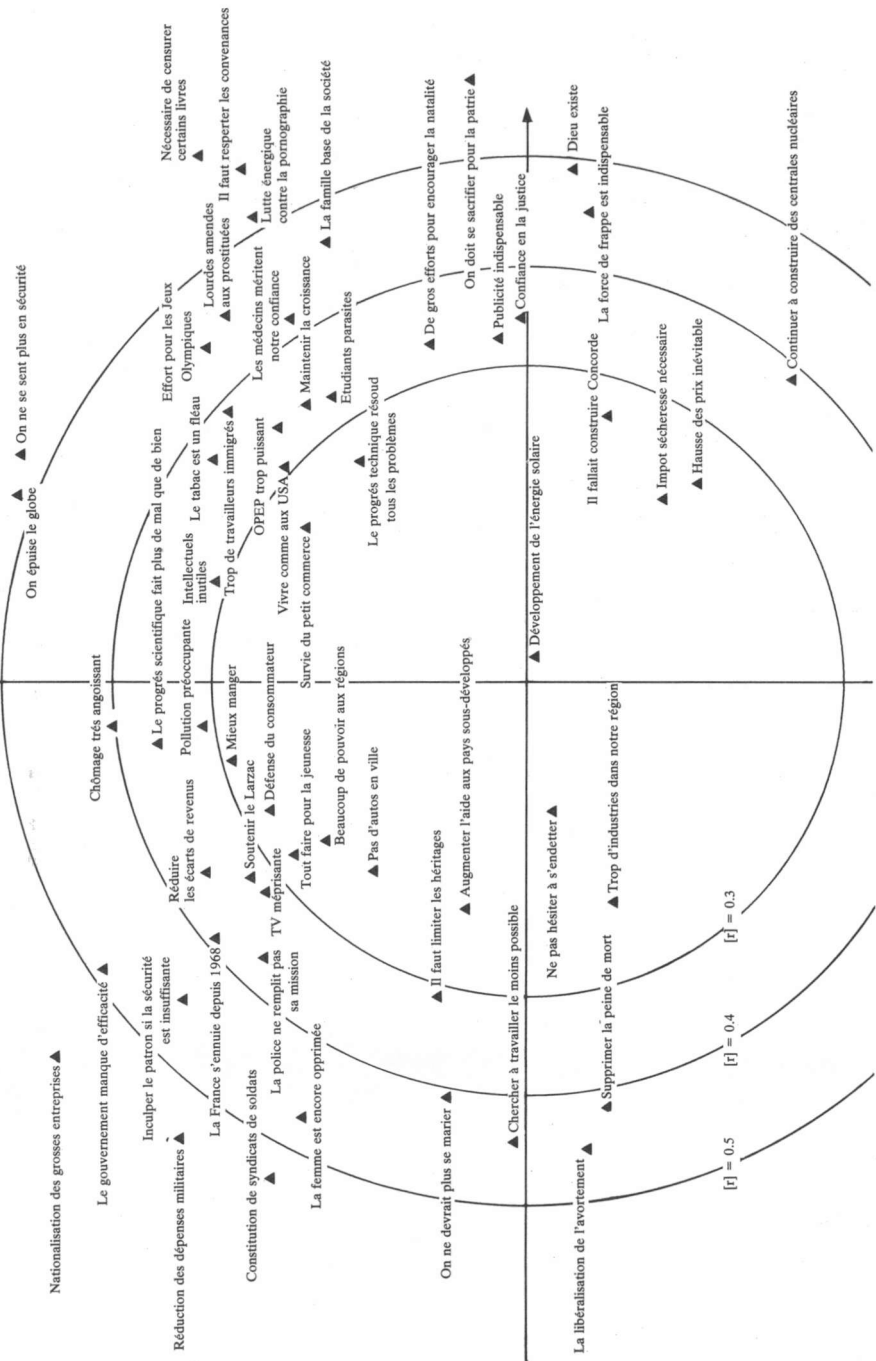 On ne se sent plus en sécurité
On épuise le globe
Nationalisation des grosses entreprises
Chômage trés angoissant
Le gouvernement manque d'efficacité
Inculper le patron si la sécurité
est insuffisante
Le progrés scientifique fait plus de mal que de bien
Effort pour les Jeux
Olympiques
Nécessaire de censurer
certains livres
Réduction des dépenses militaires
Réduire
les écarts de revenus
Pollution préoccupante
Intellectuels
inutiles
Le tabac est un fléau
Lourdes amendes
aux prostituées
Il faut resperter les convenances
La France s'ennuie depuis 1968
Mieux manger
Trop de travailleurs immigrés
Les médecins méritent
notre confiance
Lutte énergique
contre la pornographie
Constitution de syndicats de soldats
La police ne remplit pas
sa mission
Soutenir le Larzac
TV méprisante
Défense du consommateur
OPEP trop puissant
Vivre comme aux USA
Maintenir la croissance
La famille base de la société
La femme est encore opprimée
Tout faire pour la jeunesse
Survie du petit commerce
Beaucoup de pouvoir aux régions
Etudiants parasites
Pas d'autos en ville
Le progrés technique résoud
tous les problèmes
Il faut limiter les héritages
De gros efforts pour encourager la natalité
On ne devrait plus se marier
Augmenter l'aide aux pays sous-développés
On doit se sacrifier pour la patrie
Publicité indispensable
Chercher à travailler le moins possible
Confiance en la justice
Développement de l'énergie solaire
Ne pas hésiter à s'endetter
Dieu existe
La libéralisation de l'avortement
Supprimer la peine de mort
Trop d'industries dans notre région
Il fallait construire Concorde
La force de frappe est indispensable
Impot sécheresse nécessaire
Hausse des prix inévitable
[r] = 0.5
[r] = 0.4
[r] = 0.3
Continuer à construire des centrales nucléaires